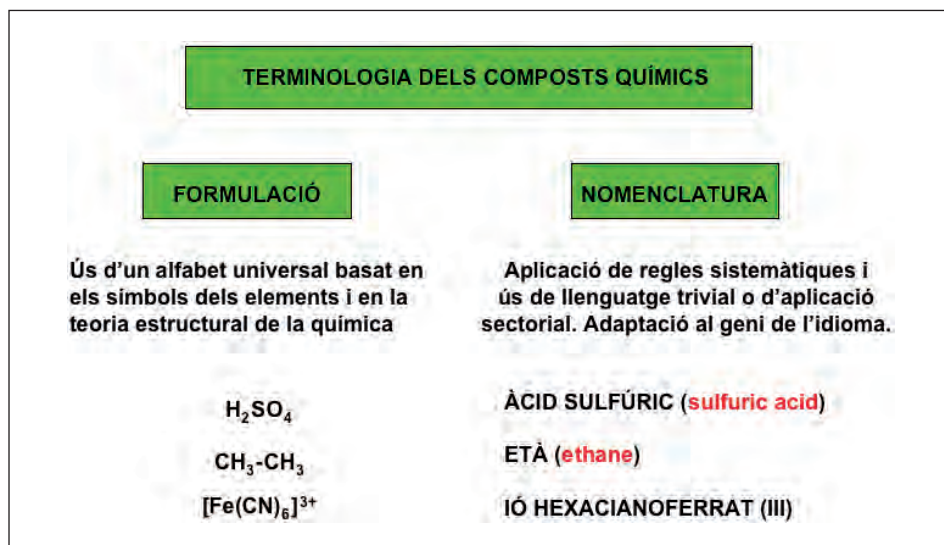 TERMINOLOGIA DELS COMPOSTS QUÍMICS
FORMULACIÓ
Ús d'un alfabet universal basat en
els símbols dels elements i en la
teoria estructural de la química
H₂SO₄
CH₃-CH₃
[Fe(CN)₆]³⁺
NOMENCLATURA
Aplicació de regles sistemàtiques i
ús de llenguatge trivial o d'aplicació
sectorial. Adaptació al geni de l'idioma.
ÀCID SULFÚRIC (sulfuric acid)
ETÀ (ethane)
IÓ HEXACIANOFERRAT (III)